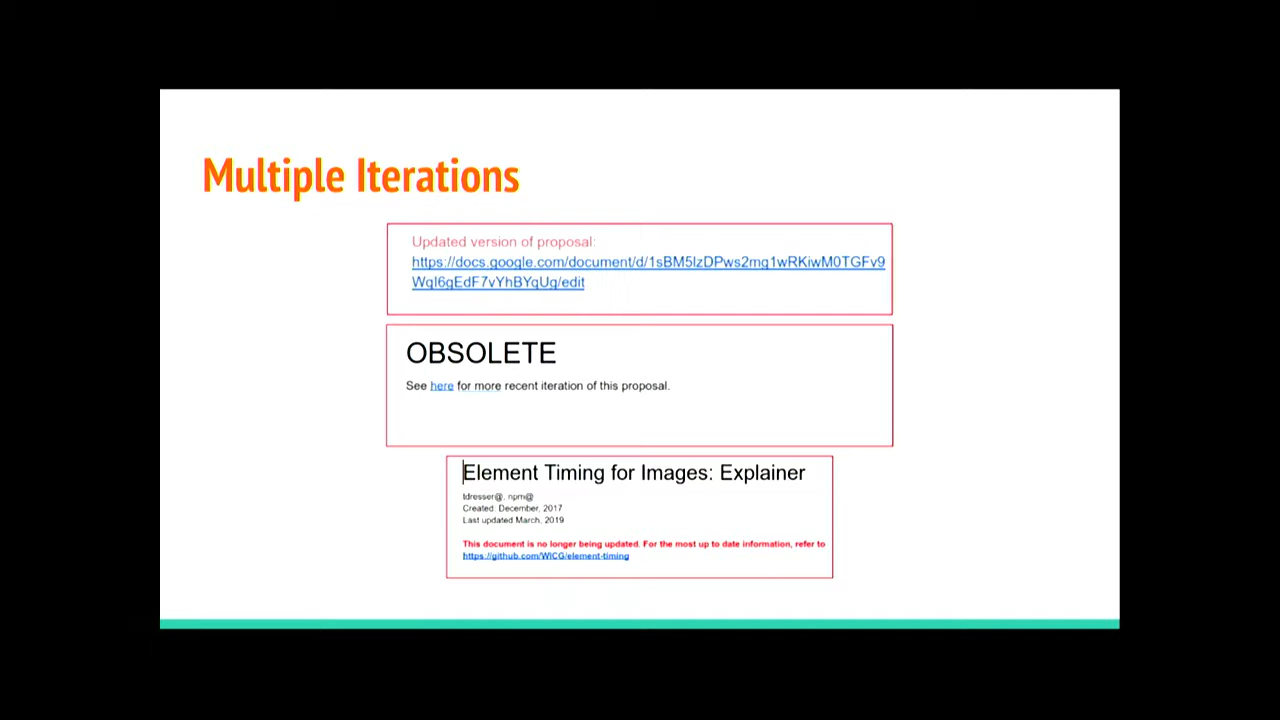 Multiple Iterations
Updated version of proposal:
https://docs.google.com/document/d/1sBM5lzDPws2mg1wRKiwM0TGFv9
WqI6gEdF7vYhBYqUg/edit
OBSOLETE
See here for more recent iteration of this proposal.
Element Timing for Images: Explainer
tdresser@, npm@
Created: December, 2017
Last updated March, 2019
This document is no longer being updated. For the most up to date information, refer to
https://github.com/WICG/element-timing